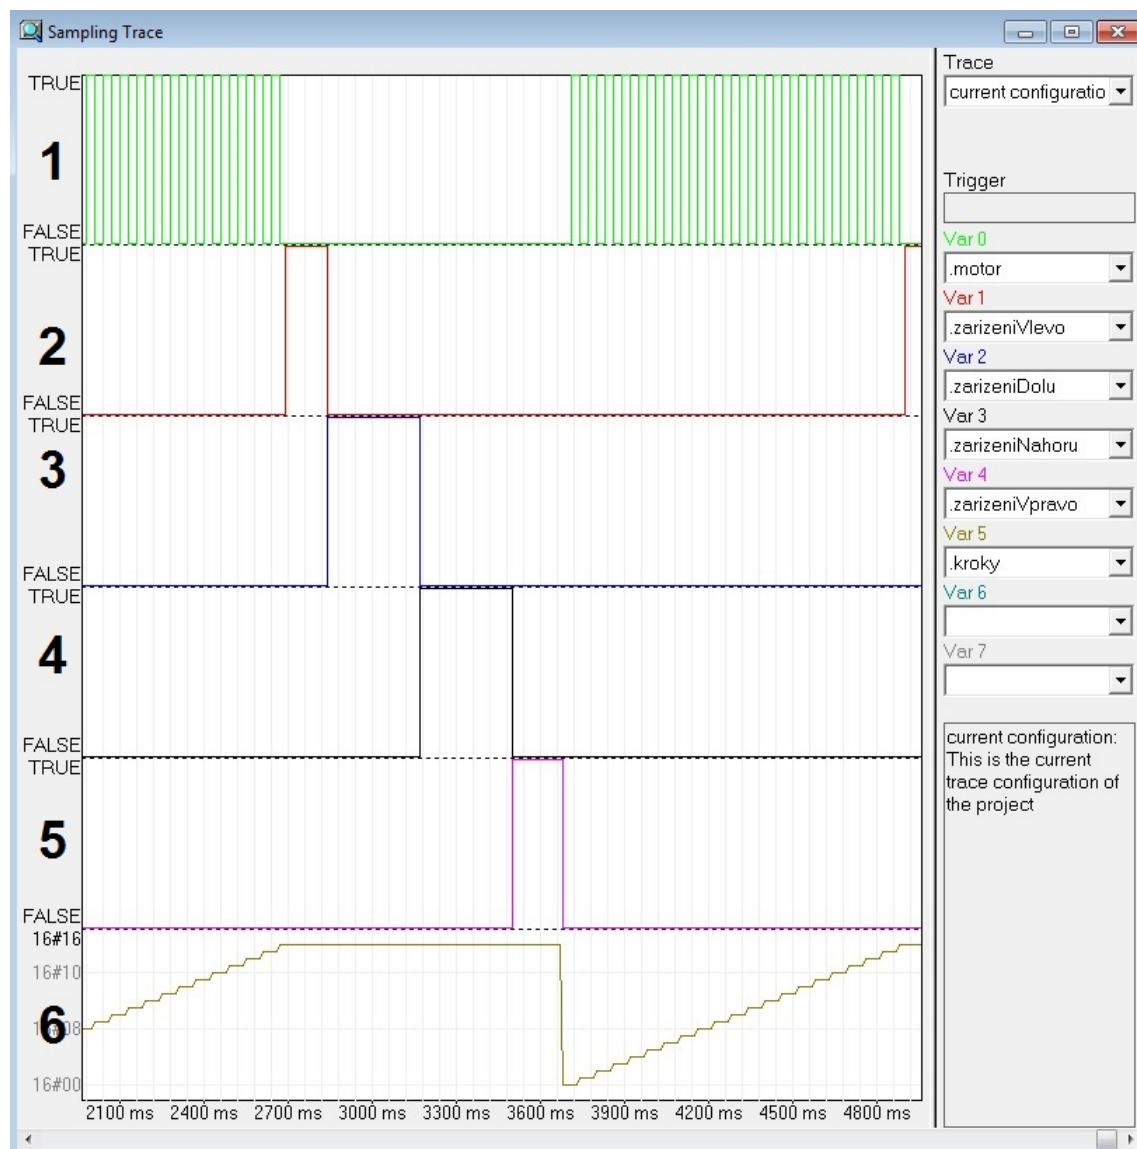 Sampling Trace
TRUE
1
FALSE
TRUE
2
FALSE
TRUE
3
FALSE
TRUE
4
FALSE
TRUE
5
FALSE
16#16
16#10
6
16#00
2100 ms 2400 ms 2700 ms 3000 ms 3300 ms 3600 ms 3900 ms 4200 ms 4500 ms 4800 ms
Trace
current configuratio
Trigger
Var 0
.motor
Var 1
.zarizeniVlevo
Var 2
.zarizeniDolu
Var 3
.zarizeniNahoru
Var 4
.zarizeniVpravo
Var 5
.kroky
Var 6
Var 7
current configuration:
This is the current
trace configuration of
the project